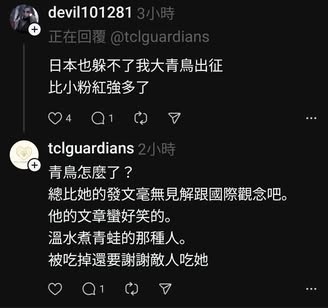 devil101281 3小時
正在回覆 @tclguardians
日本也躲不了我大青鳥出征
比小粉紅強多了
4 1
tclguardians 2小時
青鳥怎麼了？
總比她的發文毫無見解跟國際觀念吧。
他的文章蠻好笑的。
溫水煮青蛙的那種人。
被吃掉還要謝謝敵人吃她
1